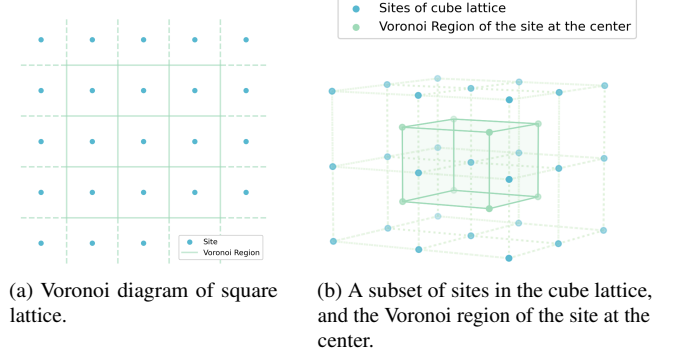 Sites of cube lattice
Voronoi Region of the site at the center
Site
Voronoi Region
(a) Voronoi diagram of square
lattice.
(b) A subset of sites in the cube lattice,
and the Voronoi region of the site at the
center.